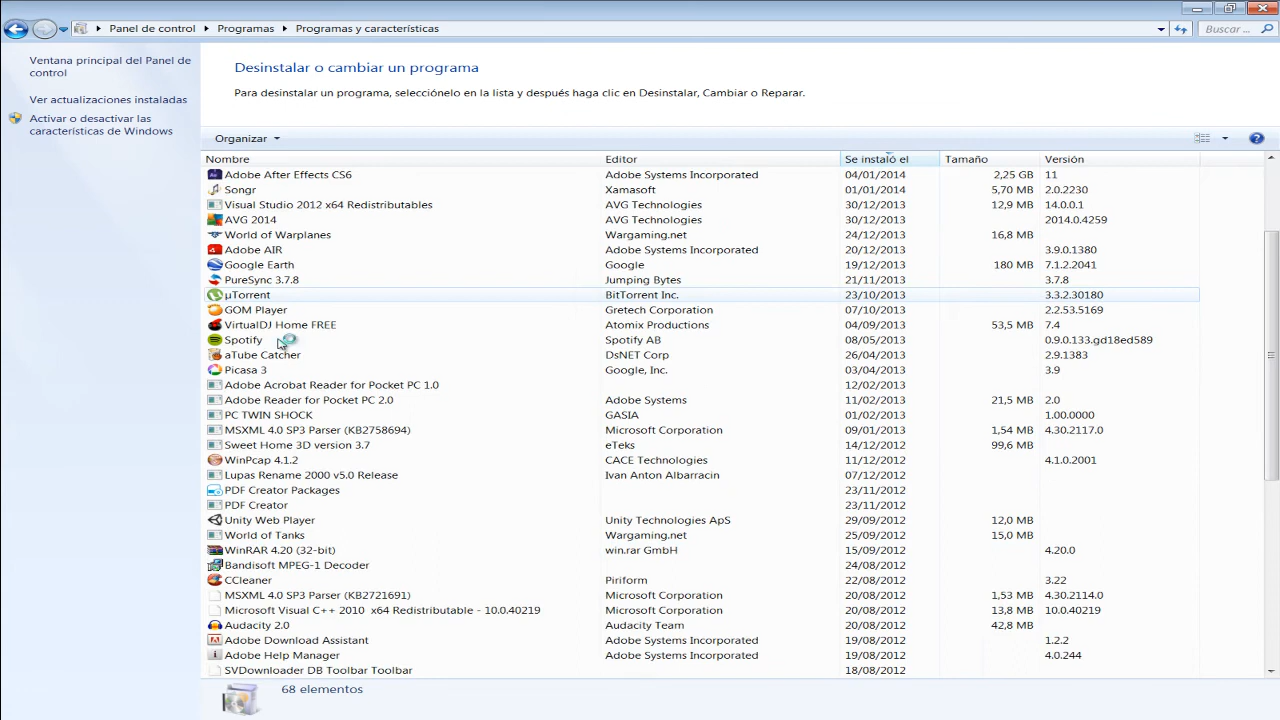 Panel de control
Programas
Programas y características
Buscar ...
Ventana principal del Panel de control
Ver actualizaciones instaladas
Activar o desactivar las características de Windows
Desinstalar o cambiar un programa
Para desinstalar un programa, selecciónelo en la lista y después haga clic en Desinstalar, Cambiar o Reparar.
Organizar
Nombre Editor Se instaló el Tamaño Versión
Adobe After Effects CS6 Adobe Systems Incorporated 04/01/2014 2,25 GB 11
Songr Xamasoft 01/01/2014 5,70 MB 2.0.2230
Visual Studio 2012 x64 Redistributables AVG Technologies 30/12/2013 12,9 MB 14.0.0.1
AVG 2014 AVG Technologies 30/12/2013 2014.0.4259
World of Warplanes Wargaming.net 24/12/2013 16,8 MB
Adobe AIR Adobe Systems Incorporated 20/12/2013 3.9.0.1380
Google Earth Google 19/12/2013 180 MB 7.1.2.2041
PureSync 3.7.8 Jumping Bytes 21/11/2013 3.7.8
µTorrent BitTorrent Inc. 23/10/2013 3.3.2.30180
GOM Player Gretech Corporation 07/10/2013 2.2.53.5169
VirtualDJ Home FREE Atomix Productions 04/09/2013 53,5 MB 7.4
Spotify Spotify AB 08/05/2013 0.9.0.133.gd18ed589
aTube Catcher DsNET Corp 26/04/2013 2.9.1383
Picasa 3 Google, Inc. 03/04/2013 3.9
Adobe Acrobat Reader for Pocket PC 1.0 12/02/2013
Adobe Reader for Pocket PC 2.0 Adobe Systems 11/02/2013 21,5 MB 2.0
PC TWIN SHOCK GASIA 01/02/2013 1.00.0000
MSXML 4.0 SP3 Parser (KB2758694) Microsoft Corporation 09/01/2013 1,54 MB 4.30.2117.0
Sweet Home 3D version 3.7 eTeks 14/12/2012 99,6 MB
WinPcap 4.1.2 CACE Technologies 11/12/2012 4.1.0.2001
Lupas Rename 2000 v5.0 Release Ivan Anton Albarracin 07/12/2012
PDF Creator Packages 23/11/2012
PDF Creator 23/11/2012
Unity Web Player Unity Technologies ApS 29/09/2012 12,0 MB
World of Tanks Wargaming.net 25/09/2012 15,0 MB
WinRAR 4.20 (32-bit) win.rar GmbH 15/09/2012 4.20.0
Bandisoft MPEG-1 Decoder 24/08/2012
CCleaner Piriform 22/08/2012 3.22
MSXML 4.0 SP3 Parser (KB2721691) Microsoft Corporation 20/08/2012 1,53 MB 4.30.2114.0
Microsoft Visual C++ 2010 x64 Redistributable - 10.0.40219 Microsoft Corporation 20/08/2012 13,8 MB 10.0.40219
Audacity 2.0 Audacity Team 20/08/2012 42,8 MB
Adobe Download Assistant Adobe Systems Incorporated 19/08/2012 1.2.2
Adobe Help Manager Adobe Systems Incorporated 19/08/2012 4.0.244
SVDownloader DB Toolbar Toolbar 18/08/2012
68 elementos